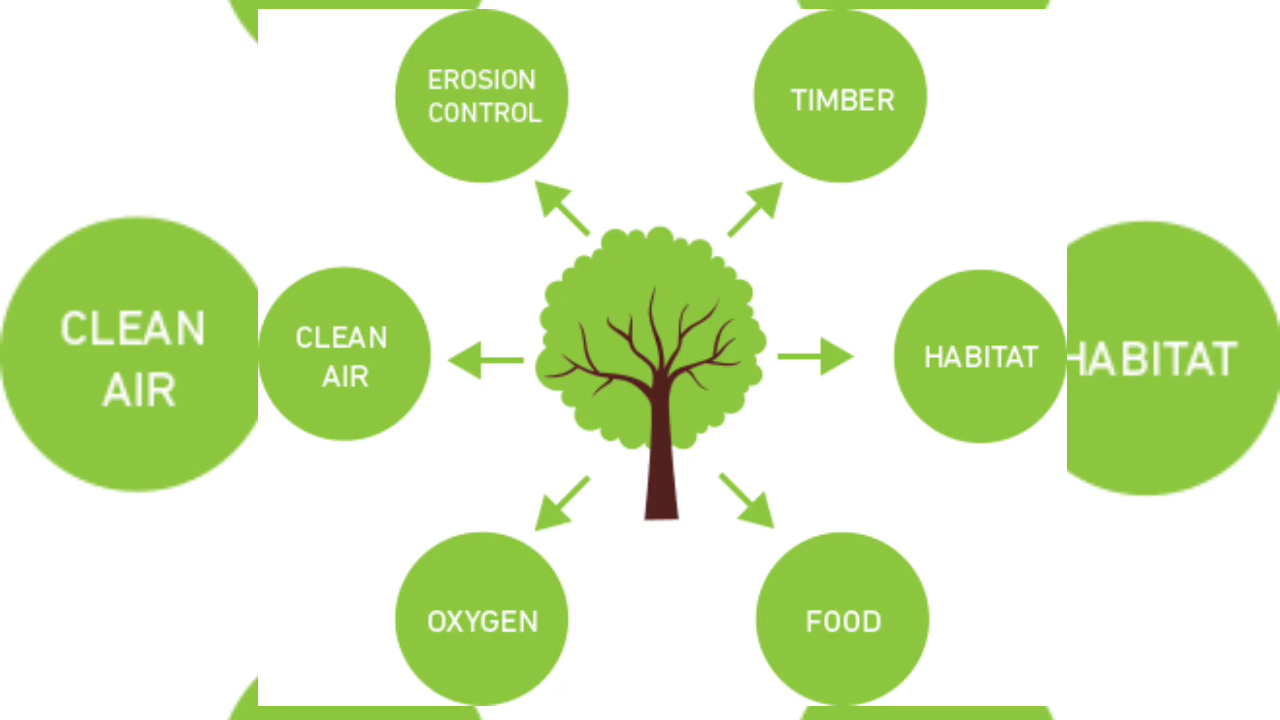 EROSION
CONTROL
TIMBER
CLEAN
AIR
CLEAN
AIR
HABITAT
HABITAT
OXYGEN
FOOD